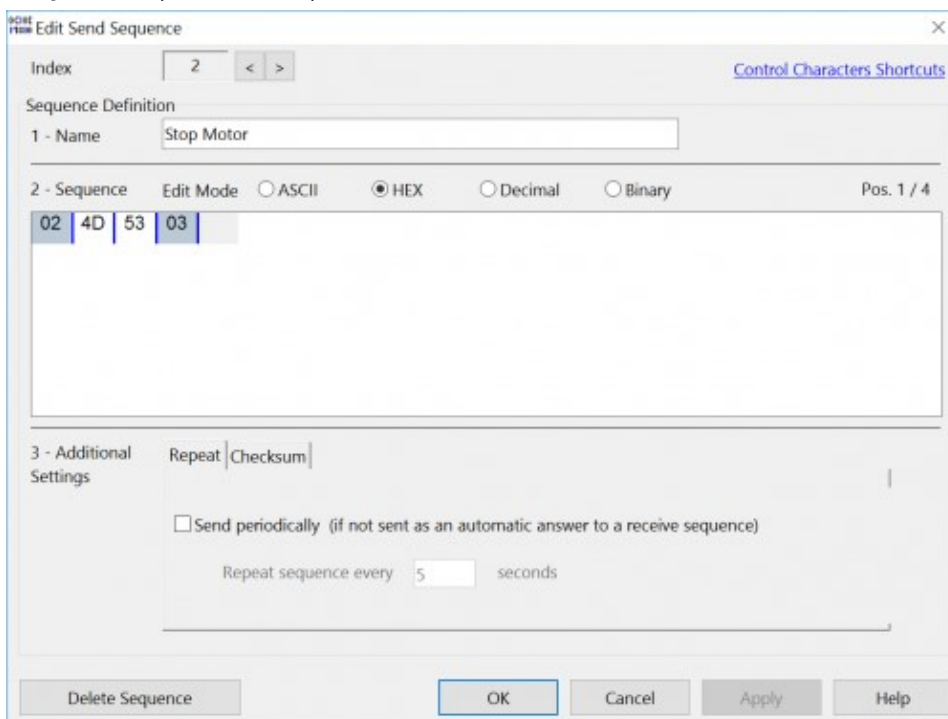 Edit Send Sequence
Index 2 < > Control Characters Shortcuts
Sequence Definition
1 - Name Stop Motor
2 - Sequence Edit Mode ASCII HEX Decimal Binary Pos. 1 / 4
02 4D 53 03
3 - Additional Repeat Checksum
Settings
Send periodically (if not sent as an automatic answer to a receive sequence)
Repeat sequence every 5 seconds
Delete Sequence OK Cancel Apply Help